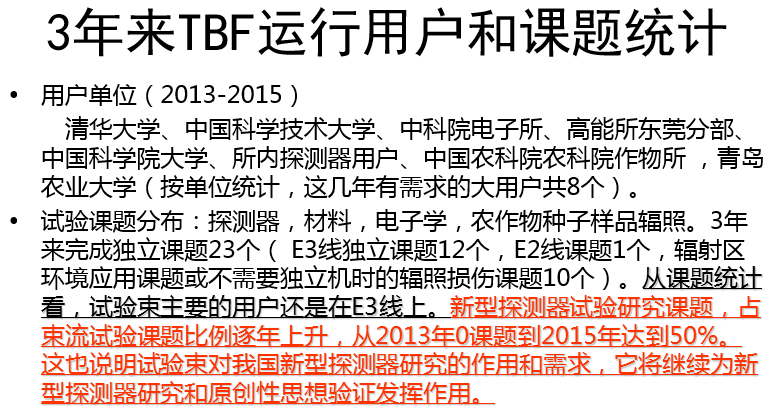 3年来TBF运行用户和课题统计
• 用户单位（2013-2015）
清华大学、中国科学技术大学、中科院电子所、高能所东莞分部、
中国科学院大学、所内探测器用户、中国农科院农科院作物所 ，青岛
农业大学（按单位统计，这几年有需求的大用户共8个）。
• 试验课题分布：探测器，材料，电子学，农作物种子样品辐照。3年
来完成独立课题23个（ E3线独立课题12个，E2线课题1个，辐射区
环境应用课题或不需要独立机时的辐照损伤课题10个）。从课题统计
看，试验束主要的用户还是在E3线上。新型探测器试验研究课题，占
束流试验课题比例逐年上升，从2013年0课题到2015年达到50%。
这也说明试验束对我国新型探测器研究的作用和需求，它将继续为新
型探测器研究和原创性思想验证发挥作用。